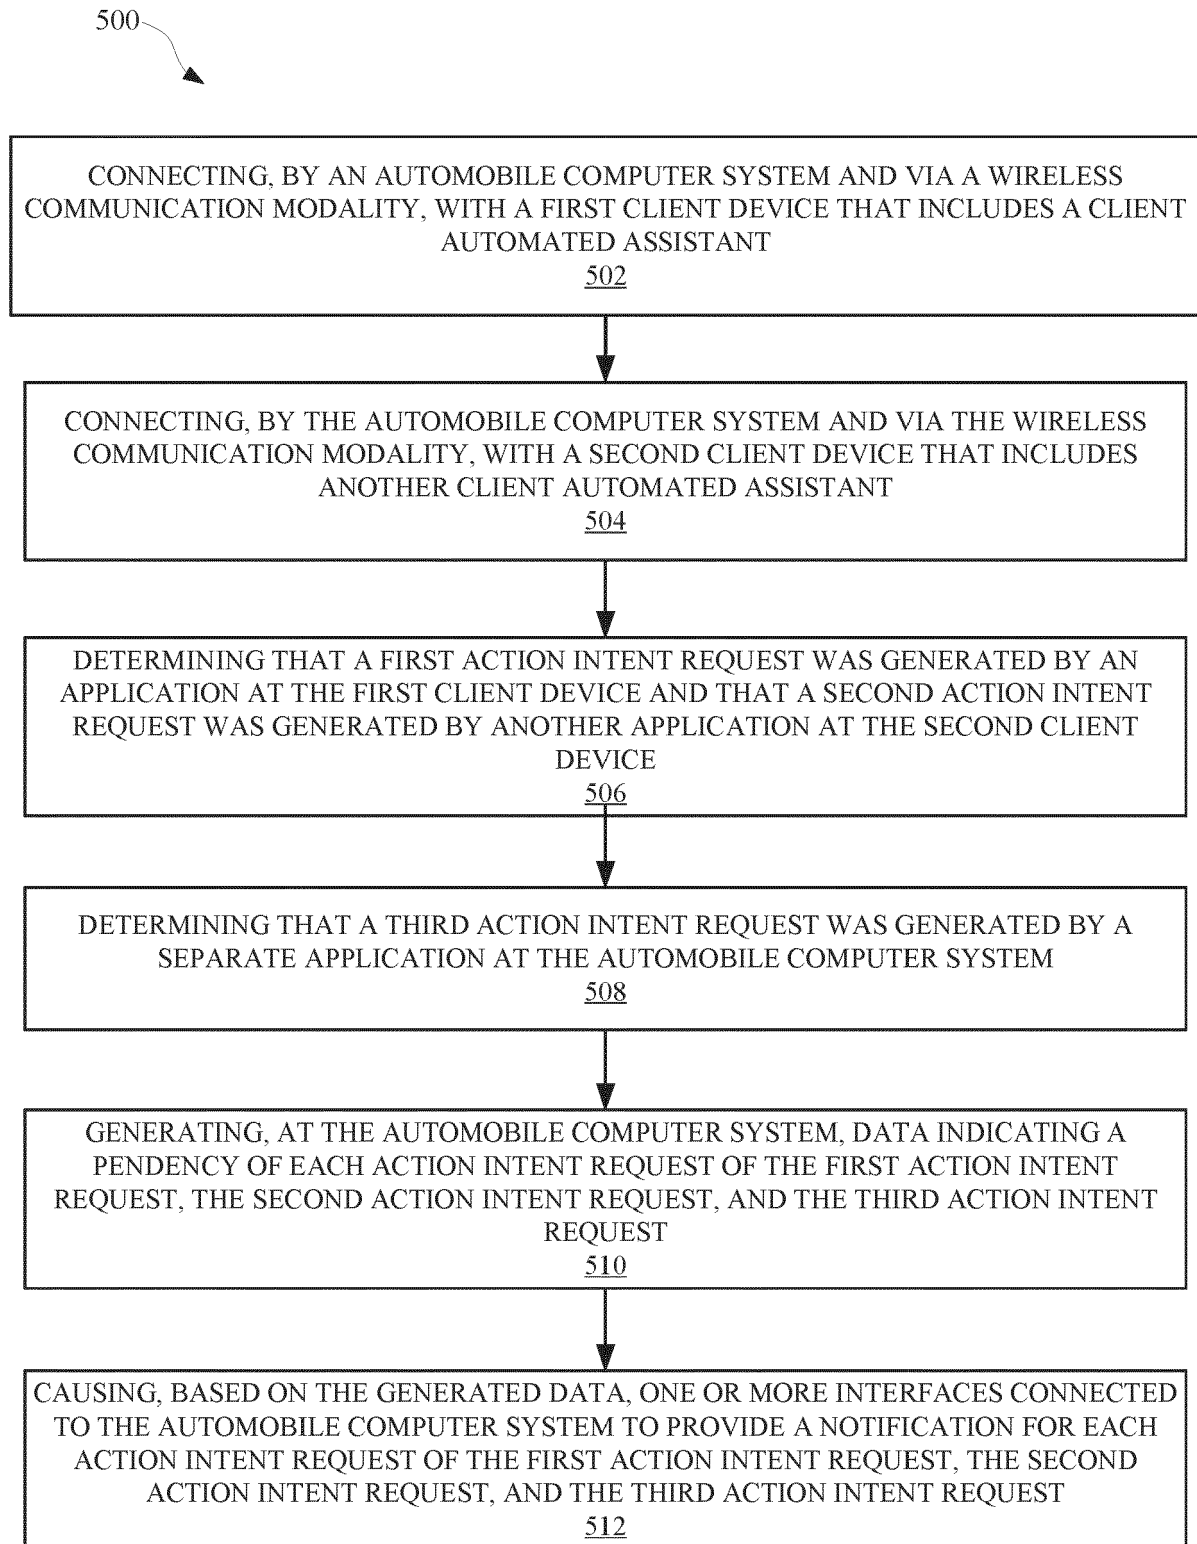 500
CONNECTING, BY AN AUTOMOBILE COMPUTER SYSTEM AND VIA A WIRELESS
COMMUNICATION MODALITY, WITH A FIRST CLIENT DEVICE THAT INCLUDES A CLIENT
AUTOMATED ASSISTANT
502
CONNECTING, BY THE AUTOMOBILE COMPUTER SYSTEM AND VIA THE WIRELESS
COMMUNICATION MODALITY, WITH A SECOND CLIENT DEVICE THAT INCLUDES
ANOTHER CLIENT AUTOMATED ASSISTANT
504
DETERMINING THAT A FIRST ACTION INTENT REQUEST WAS GENERATED BY AN
APPLICATION AT THE FIRST CLIENT DEVICE AND THAT A SECOND ACTION INTENT
REQUEST WAS GENERATED BY ANOTHER APPLICATION AT THE SECOND CLIENT
DEVICE
506
DETERMINING THAT A THIRD ACTION INTENT REQUEST WAS GENERATED BY A
SEPARATE APPLICATION AT THE AUTOMOBILE COMPUTER SYSTEM
508
GENERATING, AT THE AUTOMOBILE COMPUTER SYSTEM, DATA INDICATING A
PENDENCY OF EACH ACTION INTENT REQUEST OF THE FIRST ACTION INTENT
REQUEST, THE SECOND ACTION INTENT REQUEST, AND THE THIRD ACTION INTENT
REQUEST
510
CAUSING, BASED ON THE GENERATED DATA, ONE OR MORE INTERFACES CONNECTED
TO THE AUTOMOBILE COMPUTER SYSTEM TO PROVIDE A NOTIFICATION FOR EACH
ACTION INTENT REQUEST OF THE FIRST ACTION INTENT REQUEST, THE SECOND
ACTION INTENT REQUEST, AND THE THIRD ACTION INTENT REQUEST
512